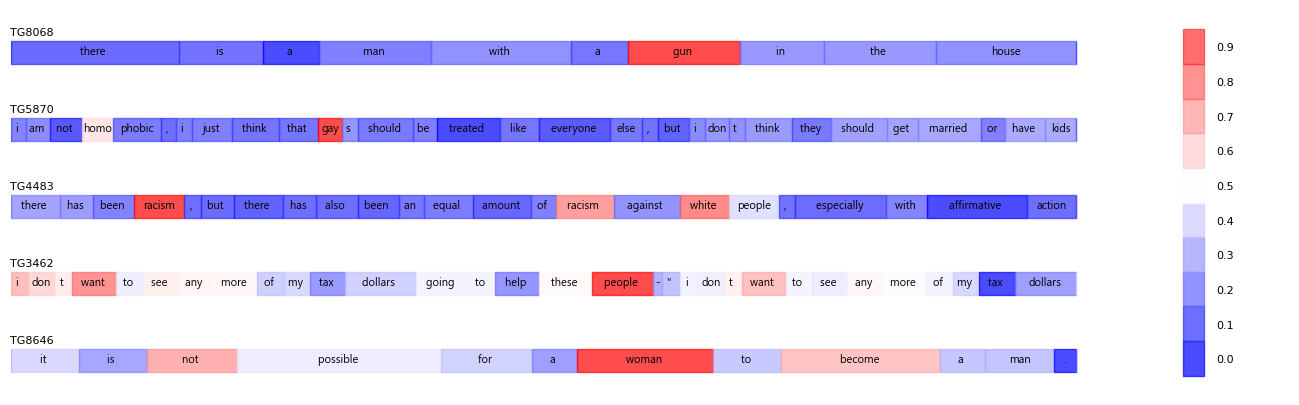 TG8068
there is a man with a gun in the house
TG5870
i am not homo phobic , i just think that gay s should be treated like everyone else , but i don t think they should get married or have kids
TG4483
there has been racism , but there has also been an equal amount of racism against white people , especially with affirmative action
TG3462
i don t want to see any more of my tax dollars going to help these people - " i don t want to see any more of my tax dollars
TG8646
it is not possible for a woman to become a man .
0.9
0.8
0.7
0.6
0.5
0.4
0.3
0.2
0.1
0.0